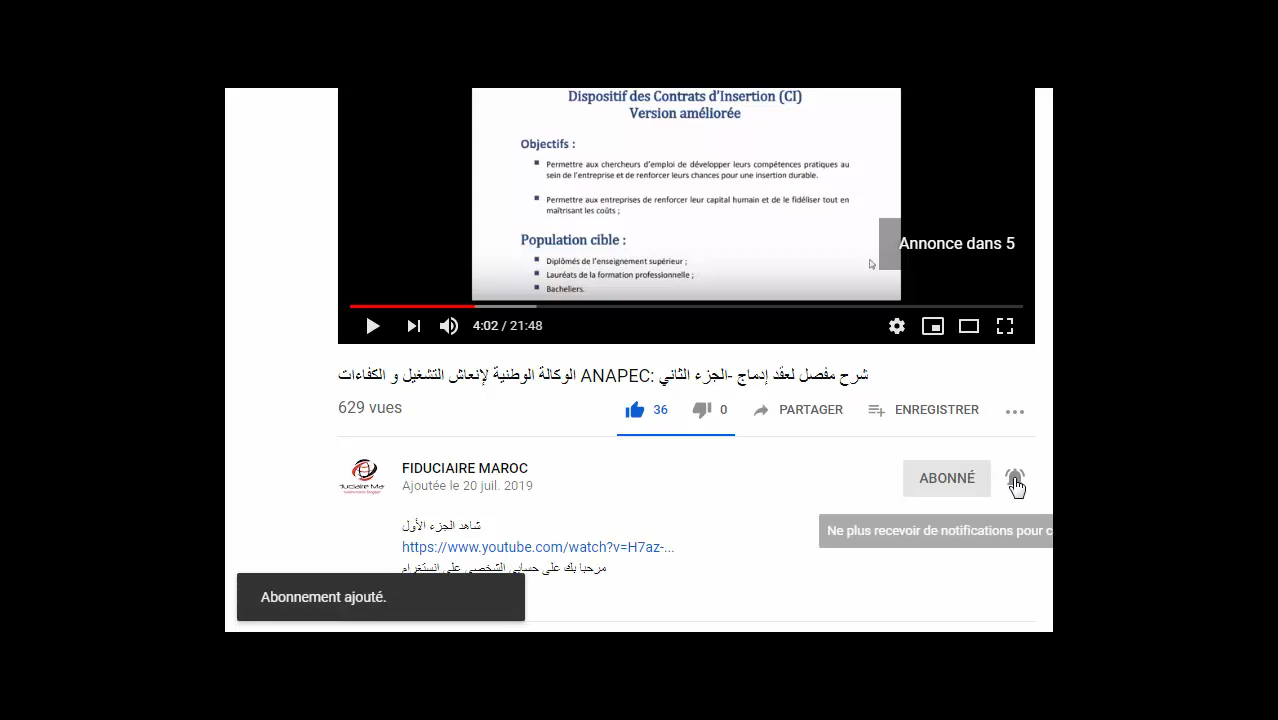 Dispositif des Contrats d'Insertion (CI)
Version améliorée
Objectifs :
Permettre aux chercheurs d'emploi de développer leurs compétences pratiques au
sein de l'entreprise et de renforcer leurs chances pour une insertion durable.
Permettre aux entreprises de renforcer leur capital humain et de le fidéliser tout en
maîtrisant les coûts ;
Population cible :
Diplômés de l'enseignement supérieur ;
Lauréats de la formation professionnelle ;
Bacheliers.
Annonce dans 5
4:02 / 21:48
شرح مفصل لعقد إدماج -الجزء الثاني :ANAPEC الوكالة الوطنية لإنعاش التشغيل و الكفاءات
629 vues
36
0
PARTAGER
ENREGISTRER
FIDUCIAIRE MAROC
Ajoutée le 20 juil. 2019
ABONNÉ
شاهد الجزء الأول
Ne plus recevoir de notifications pour c
https://www.youtube.com/watch?v=H7az-...
مرحبا بك على حسابي الشخصي على انستغرام
Abonnement ajouté.